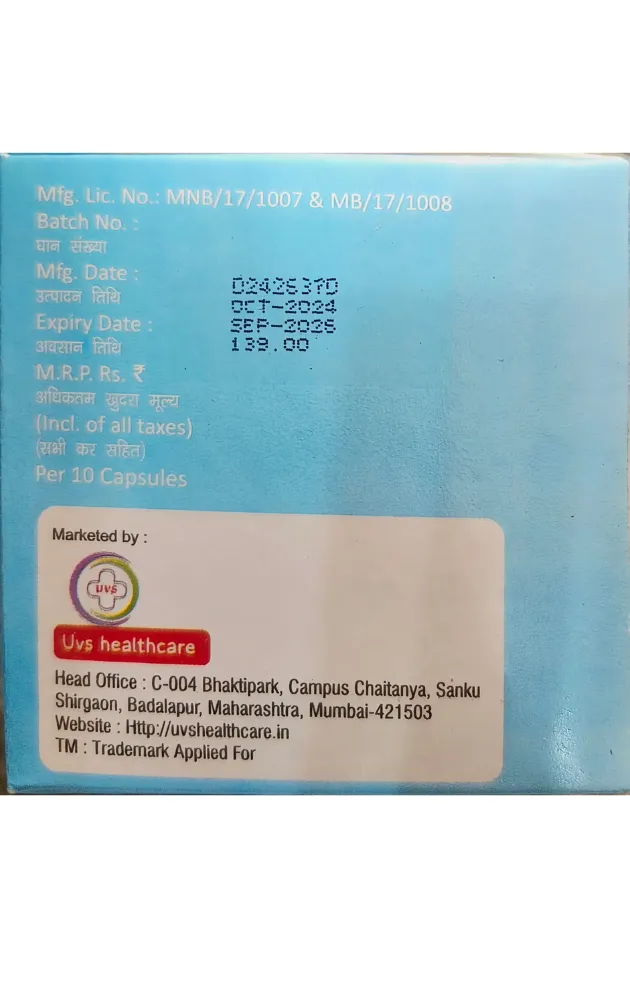 Mfg. Lic. No.: MNB/17/1007 & MB/17/1008
Batch No. :
घान संख्या
Mfg. Date :
उत्पादन तिथि
Expiry Date :
अवसान तिथि
M.R.P. Rs. ₹
अधिकतम खुदरा मूल्य
(Incl. of all taxes)
(सभी कर सहित)
Per 10 Capsules
OCT-2024
139.00
Marketed by :
uvs
Uvs healthcare
Head Office : C-004 Bhaktipark, Campus Chaitanya, Sanku
Shirgaon, Badalapur, Maharashtra, Mumbai-421503
Website : Http://uvshealthcare.in
TM : Trademark Applied For